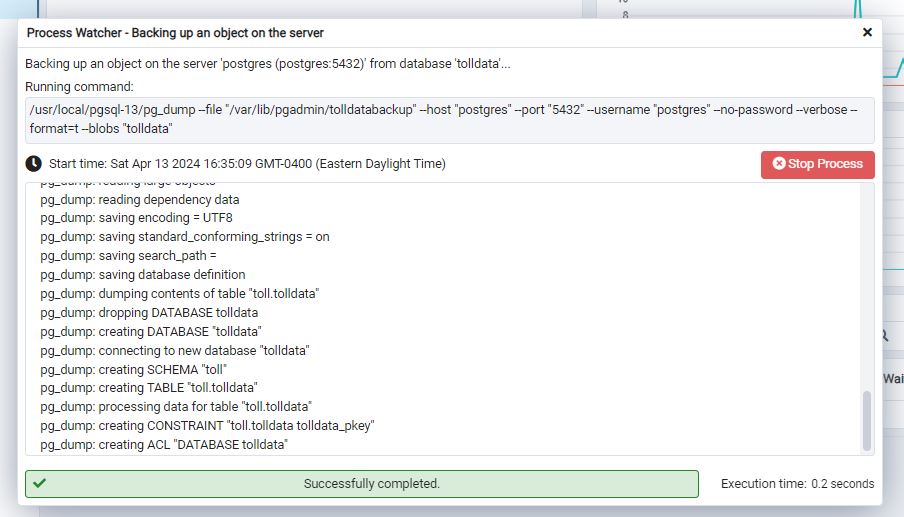 10
8
Process Watcher - Backing up an object on the server
Backing up an object on the server 'postgres (postgres:5432)' from database 'tolldata'...
Running command:
/usr/local/pgsql-13/pg_dump --file "/var/lib/pgadmin/tolldatabackup" --host "postgres" --port "5432" --username "postgres" --no-password --verbose --
format=t --blobs "tolldata"
Start time: Sat Apr 13 2024 16:35:09 GMT-0400 (Eastern Daylight Time)
Stop Process
pg_dump: reading large objects
pg_dump: reading dependency data
pg_dump: saving encoding = UTF8
pg_dump: saving standard_conforming_strings = on
pg_dump: saving search_path =
pg_dump: saving database definition
pg_dump: dumping contents of table "toll.tolldata"
pg_dump: dropping DATABASE tolldata
pg_dump: creating DATABASE "tolldata"
pg_dump: connecting to new database "tolldata"
pg_dump: creating SCHEMA "toll"
pg_dump: creating TABLE "toll.tolldata"
pg_dump: processing data for table "toll.tolldata"
pg_dump: creating CONSTRAINT "toll.tolldata tolldata_pkey"
pg_dump: creating ACL "DATABASE tolldata"
Wai
Successfully completed.
Execution time: 0.2 seconds